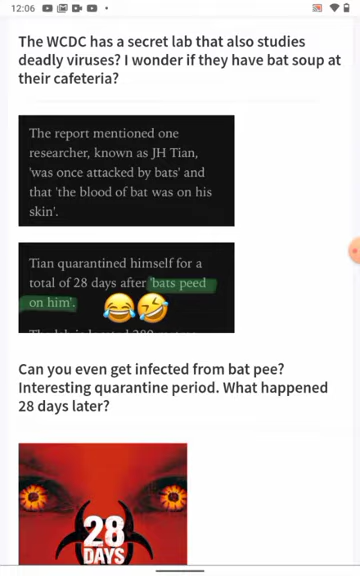 12:06
The WCDC has a secret lab that also studies
deadly viruses? I wonder if they have bat soup at
their cafeteria?
The report mentioned one
researcher, known as JH Tian,
'was once attacked by bats' and
that 'the blood of bat was on his
skin'.
Tian quarantined himself for a
total of 28 days after 'bats peed
on him'.
Can you even get infected from bat pee?
Interesting quarantine period. What happened
28 days later?
28
DAYS